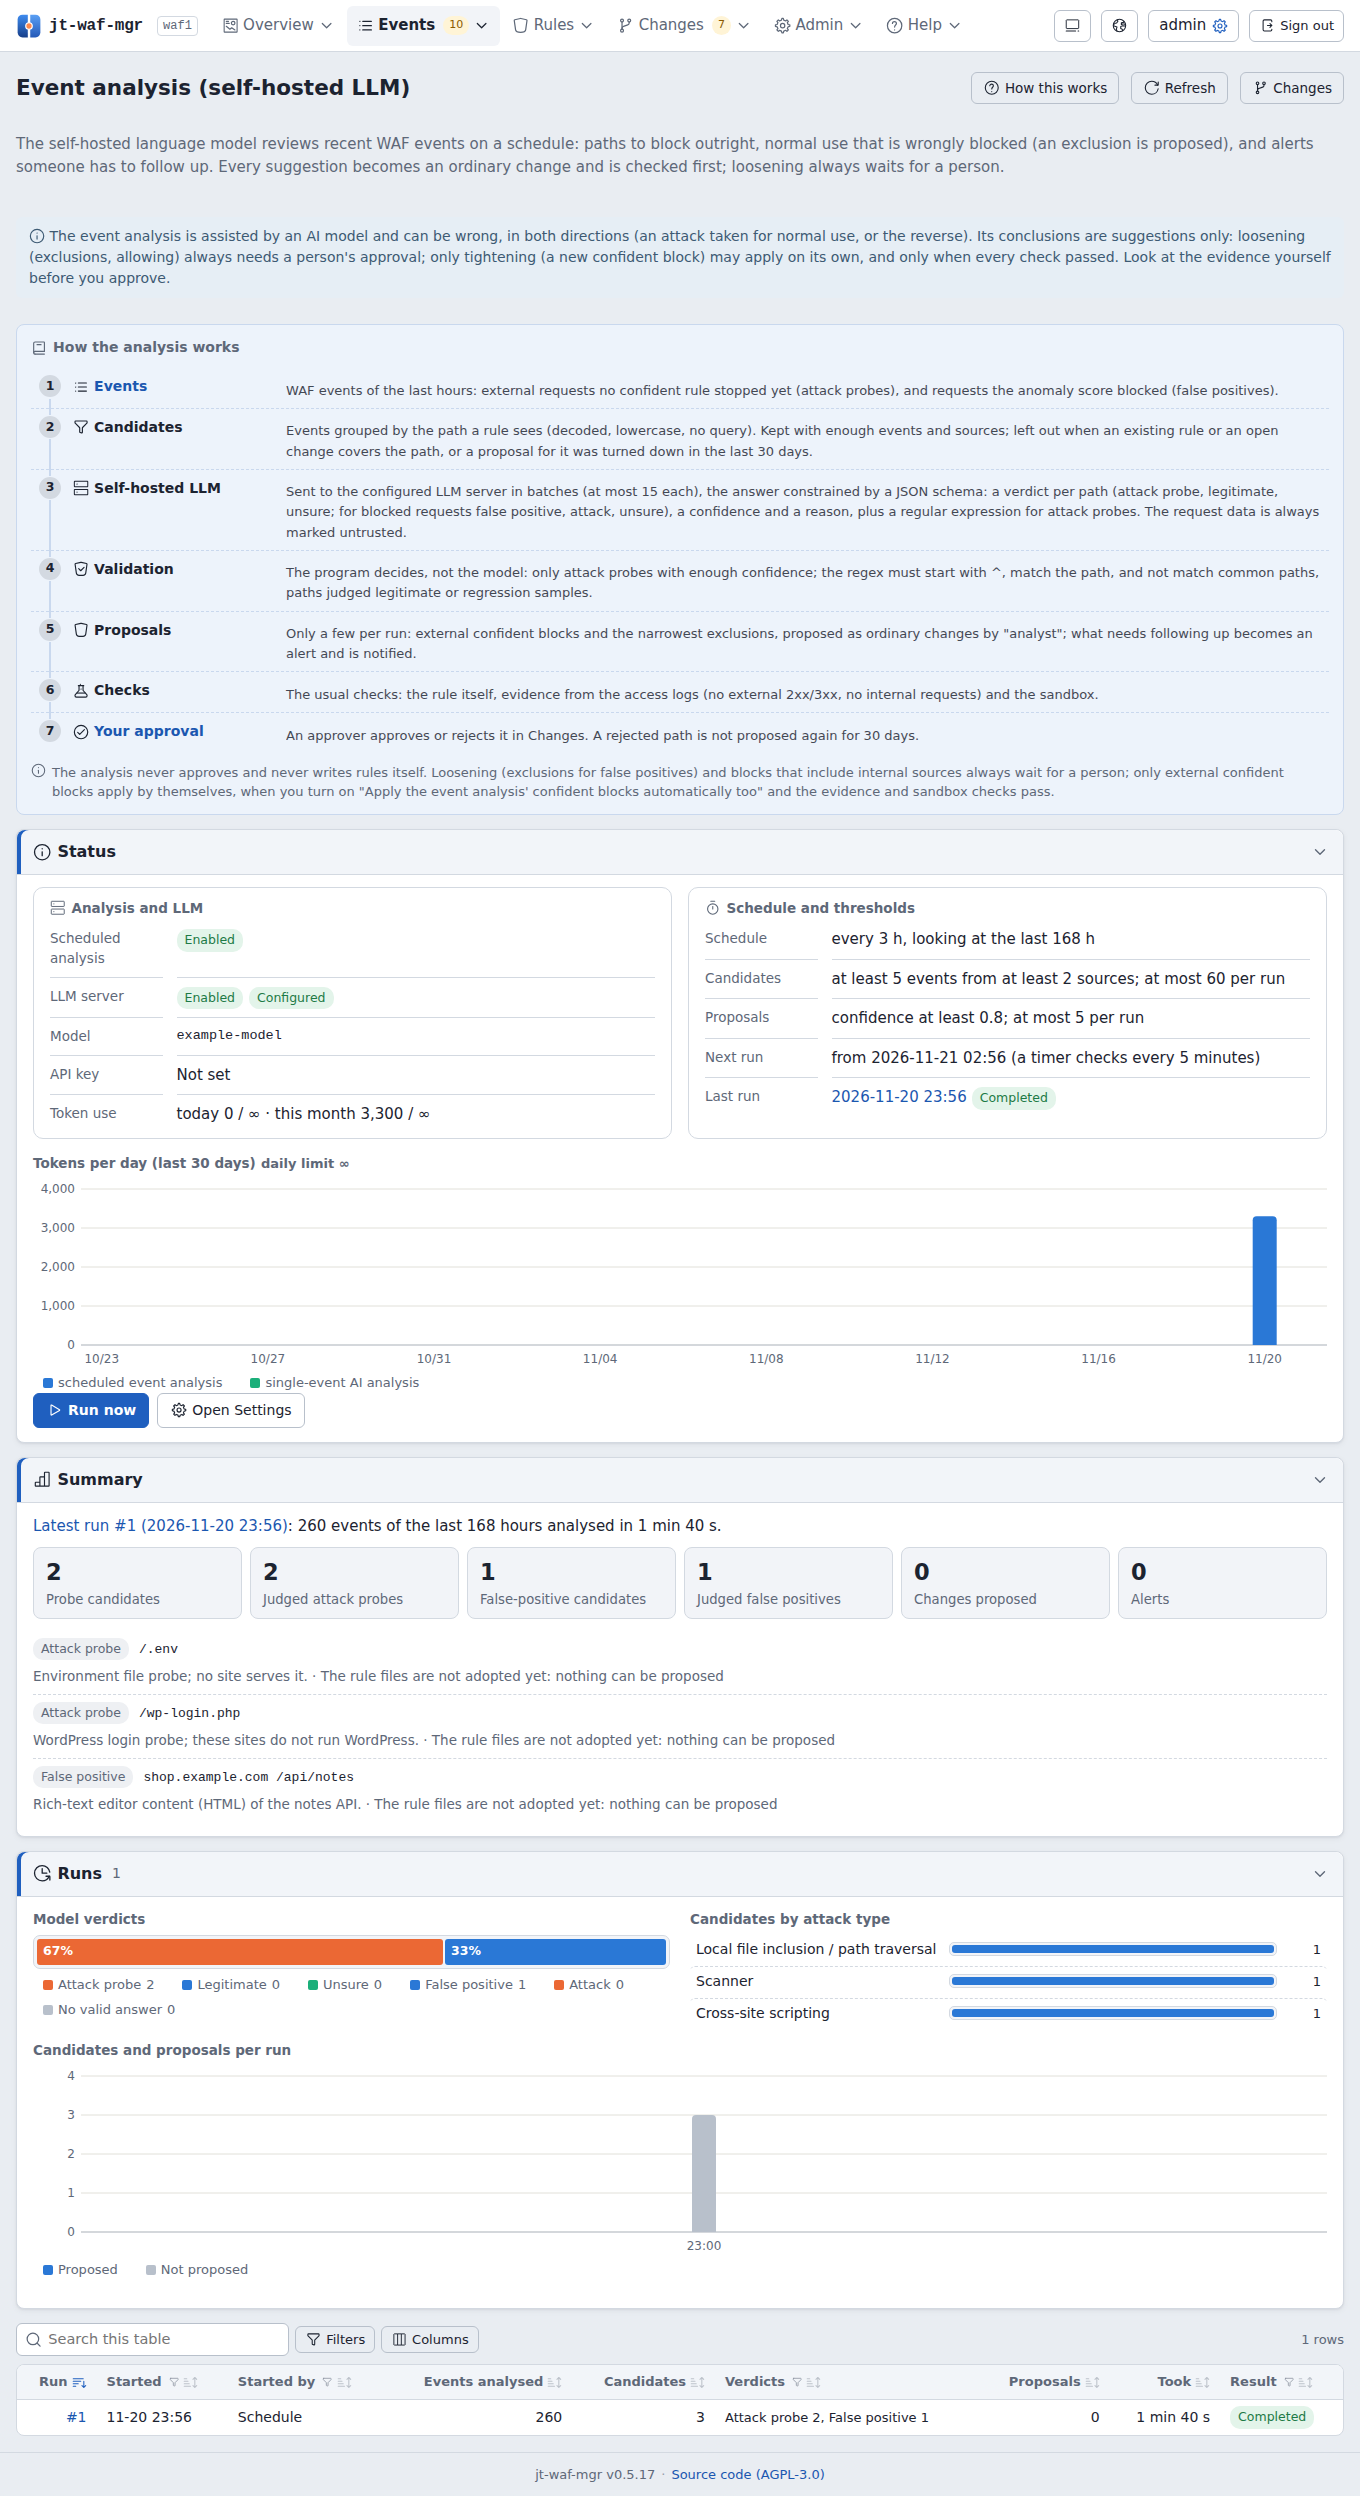 jt-waf-mgr waf1 Overview Events 10 Rules Changes 7 Admin Help admin Sign out
Event analysis (self-hosted LLM) How this works Refresh Changes
The self-hosted language model reviews recent WAF events on a schedule: paths to block outright, normal use that is wrongly blocked (an exclusion is proposed), and alerts
someone has to follow up. Every suggestion becomes an ordinary change and is checked first; loosening always waits for a person.
The event analysis is assisted by an AI model and can be wrong, in both directions (an attack taken for normal use, or the reverse). Its conclusions are suggestions only: loosening
(exclusions, allowing) always needs a person's approval; only tightening (a new confident block) may apply on its own, and only when every check passed. Look at the evidence yourself
before you approve.
How the analysis works
1 Events WAF events of the last hours: external requests no confident rule stopped yet (attack probes), and requests the anomaly score blocked (false positives).
2 Candidates Events grouped by the path a rule sees (decoded, lowercase, no query). Kept with enough events and sources; left out when an existing rule or an open
change covers the path, or a proposal for it was turned down in the last 30 days.
3 Self-hosted LLM Sent to the configured LLM server in batches (at most 15 each), the answer constrained by a JSON schema: a verdict per path (attack probe, legitimate,
unsure; for blocked requests false positive, attack, unsure), a confidence and a reason, plus a regular expression for attack probes. The request data is always
marked untrusted.
4 Validation The program decides, not the model: only attack probes with enough confidence; the regex must start with ^, match the path, and not match common paths,
paths judged legitimate or regression samples.
5 Proposals Only a few per run: external confident blocks and the narrowest exclusions, proposed as ordinary changes by "analyst"; what needs following up becomes an
alert and is notified.
6 Checks The usual checks: the rule itself, evidence from the access logs (no external 2xx/3xx, no internal requests) and the sandbox.
7 Your approval An approver approves or rejects it in Changes. A rejected path is not proposed again for 30 days.
The analysis never approves and never writes rules itself. Loosening (exclusions for false positives) and blocks that include internal sources always wait for a person; only external confident
blocks apply by themselves, when you turn on "Apply the event analysis' confident blocks automatically too" and the evidence and sandbox checks pass.
Status
Analysis and LLM
Scheduled
analysis
Enabled
LLM server Enabled Configured
Model example-model
API key Not set
Token use today 0 / ∞ · this month 3,300 / ∞
Schedule and thresholds
Schedule every 3 h, looking at the last 168 h
Candidates at least 5 events from at least 2 sources; at most 60 per run
Proposals confidence at least 0.8; at most 5 per run
Next run from 2026-11-21 02:56 (a timer checks every 5 minutes)
Last run 2026-11-20 23:56 Completed
Tokens per day (last 30 days) daily limit ∞
4,000
3,000
2,000
1,000
0
10/23 10/27 10/31 11/04 11/08 11/12 11/16 11/20
scheduled event analysis single-event AI analysis
Run now Open Settings
Summary
Latest run #1 (2026-11-20 23:56): 260 events of the last 168 hours analysed in 1 min 40 s.
2 2 1 1 0 0
Probe candidates Judged attack probes False-positive candidates Judged false positives Changes proposed Alerts
Attack probe /.env
Environment file probe; no site serves it. · The rule files are not adopted yet: nothing can be proposed
Attack probe /wp-login.php
WordPress login probe; these sites do not run WordPress. · The rule files are not adopted yet: nothing can be proposed
False positive shop.example.com /api/notes
Rich-text editor content (HTML) of the notes API. · The rule files are not adopted yet: nothing can be proposed
Runs 1
Model verdicts
67% 33%
Attack probe 2 Legitimate 0 Unsure 0 False positive 1 Attack 0
No valid answer 0
Candidates by attack type
Local file inclusion / path traversal 1
Scanner 1
Cross-site scripting 1
Candidates and proposals per run
4
3
2
1
0
23:00
Proposed Not proposed
Search this table Filters Columns 1 rows
Run Started Started by Events analysed Candidates Verdicts Proposals Took Result
#1 11-20 23:56 Schedule 260 3 Attack probe 2, False positive 1 0 1 min 40 s Completed
jt-waf-mgr v0.5.17 · Source code (AGPL-3.0)